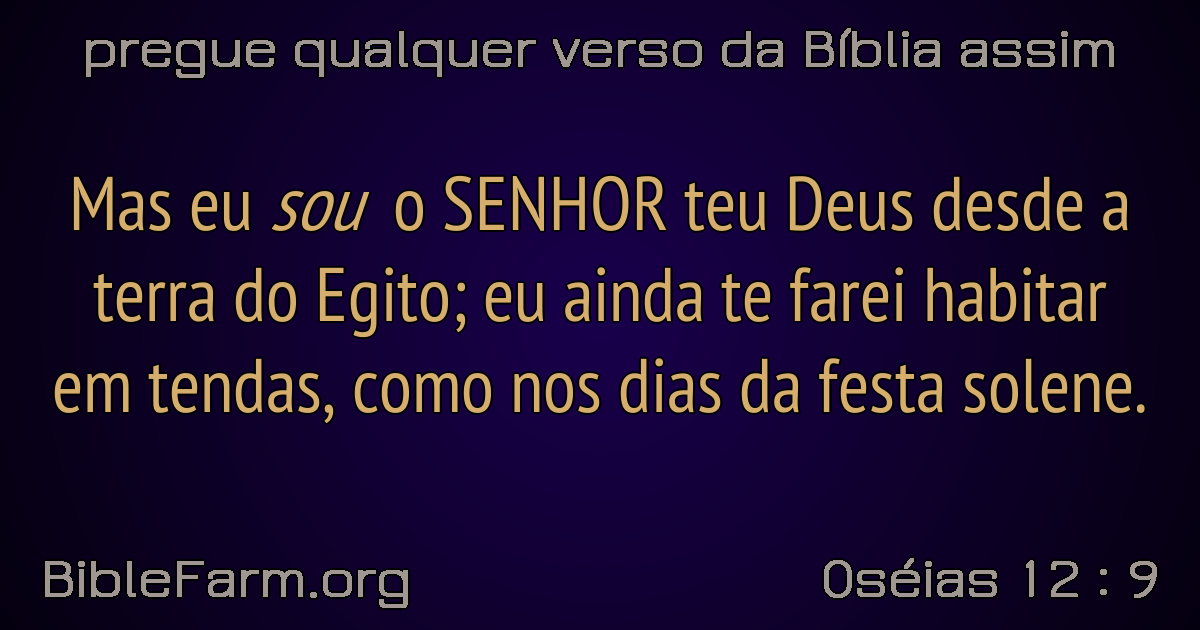 pregue qualquer verso da Bíblia assim
Mas eu sou o SENHOR teu Deus desde a
terra do Egito; eu ainda te farei habitar
em tendas, como nos dias da festa solene.
BibleFarm.org
Oséias 12 : 9